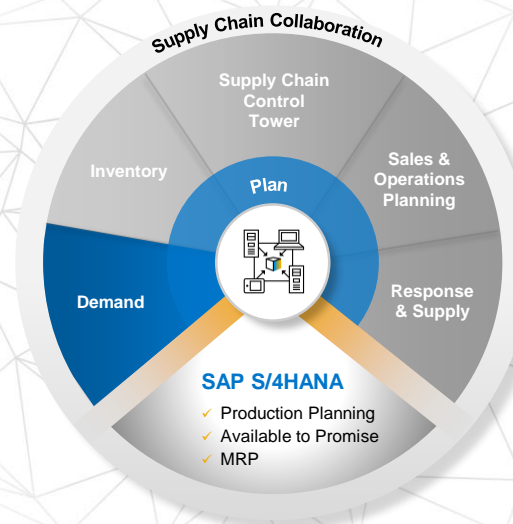 Supply Chain Collaboration
Supply Chain
Control
Tower
Inventory
Plan
Sales &
Operations
Planning
Demand
Response
& Supply
SAP S/4HANA
✓ Production Planning
✓ Available to Promise
✓ MRP